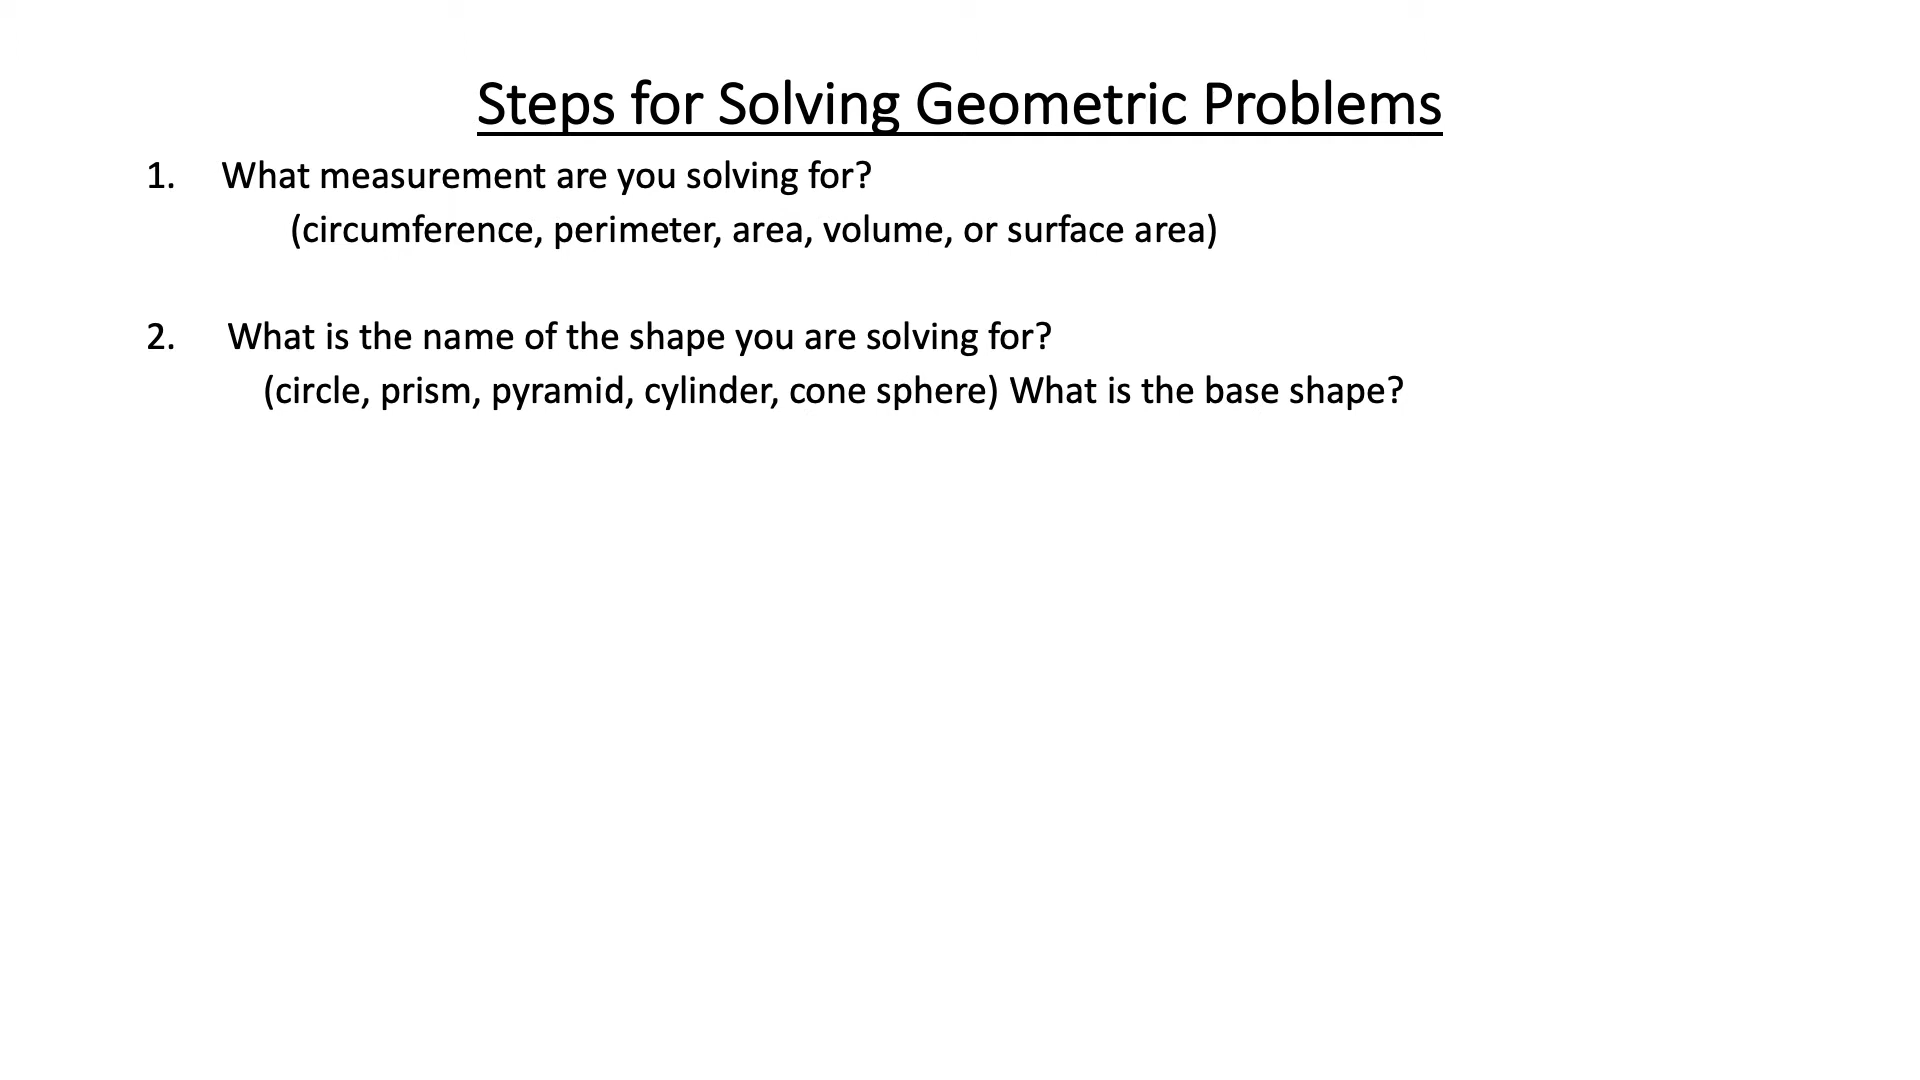 Steps for Solving Geometric Problems
1. What measurement are you solving for?
(circumference, perimeter, area, volume, or surface area)
2. What is the name of the shape you are solving for?
(circle, prism, pyramid, cylinder, cone sphere) What is the base shape?